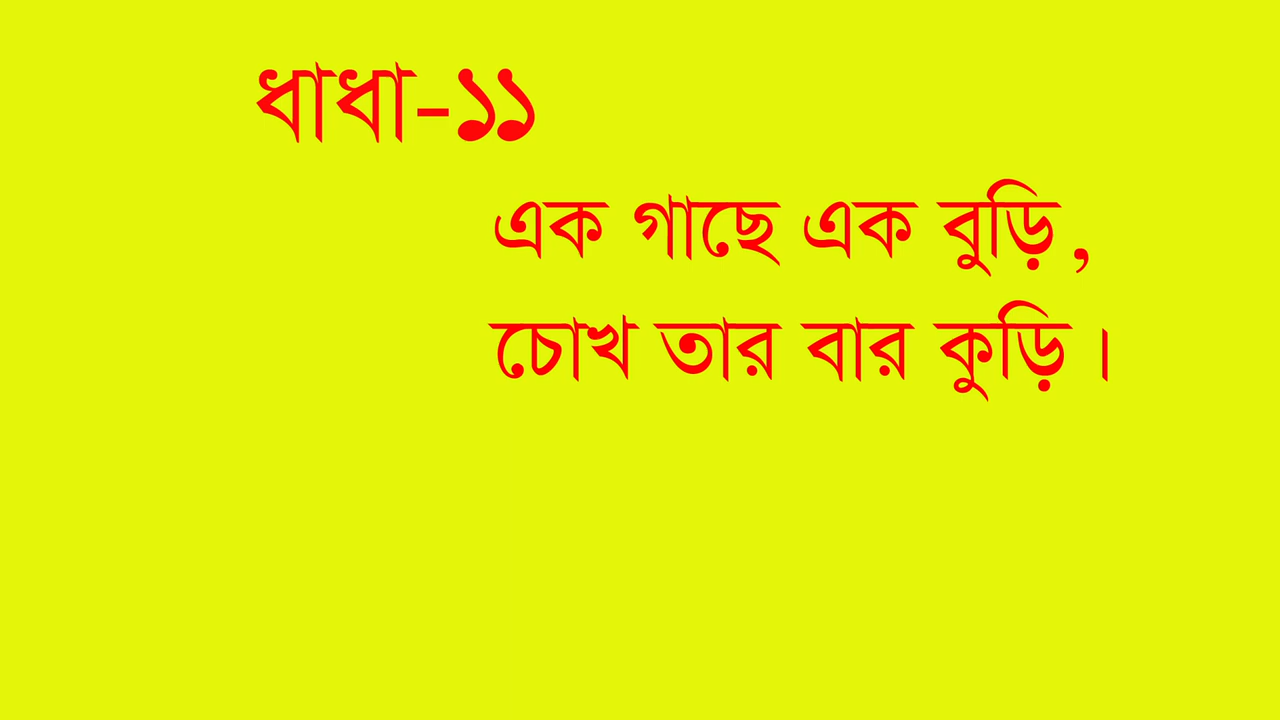 ধাধা-১১
এক গাছে এক বুড়ি,
চোখ তার বার কুড়ি।